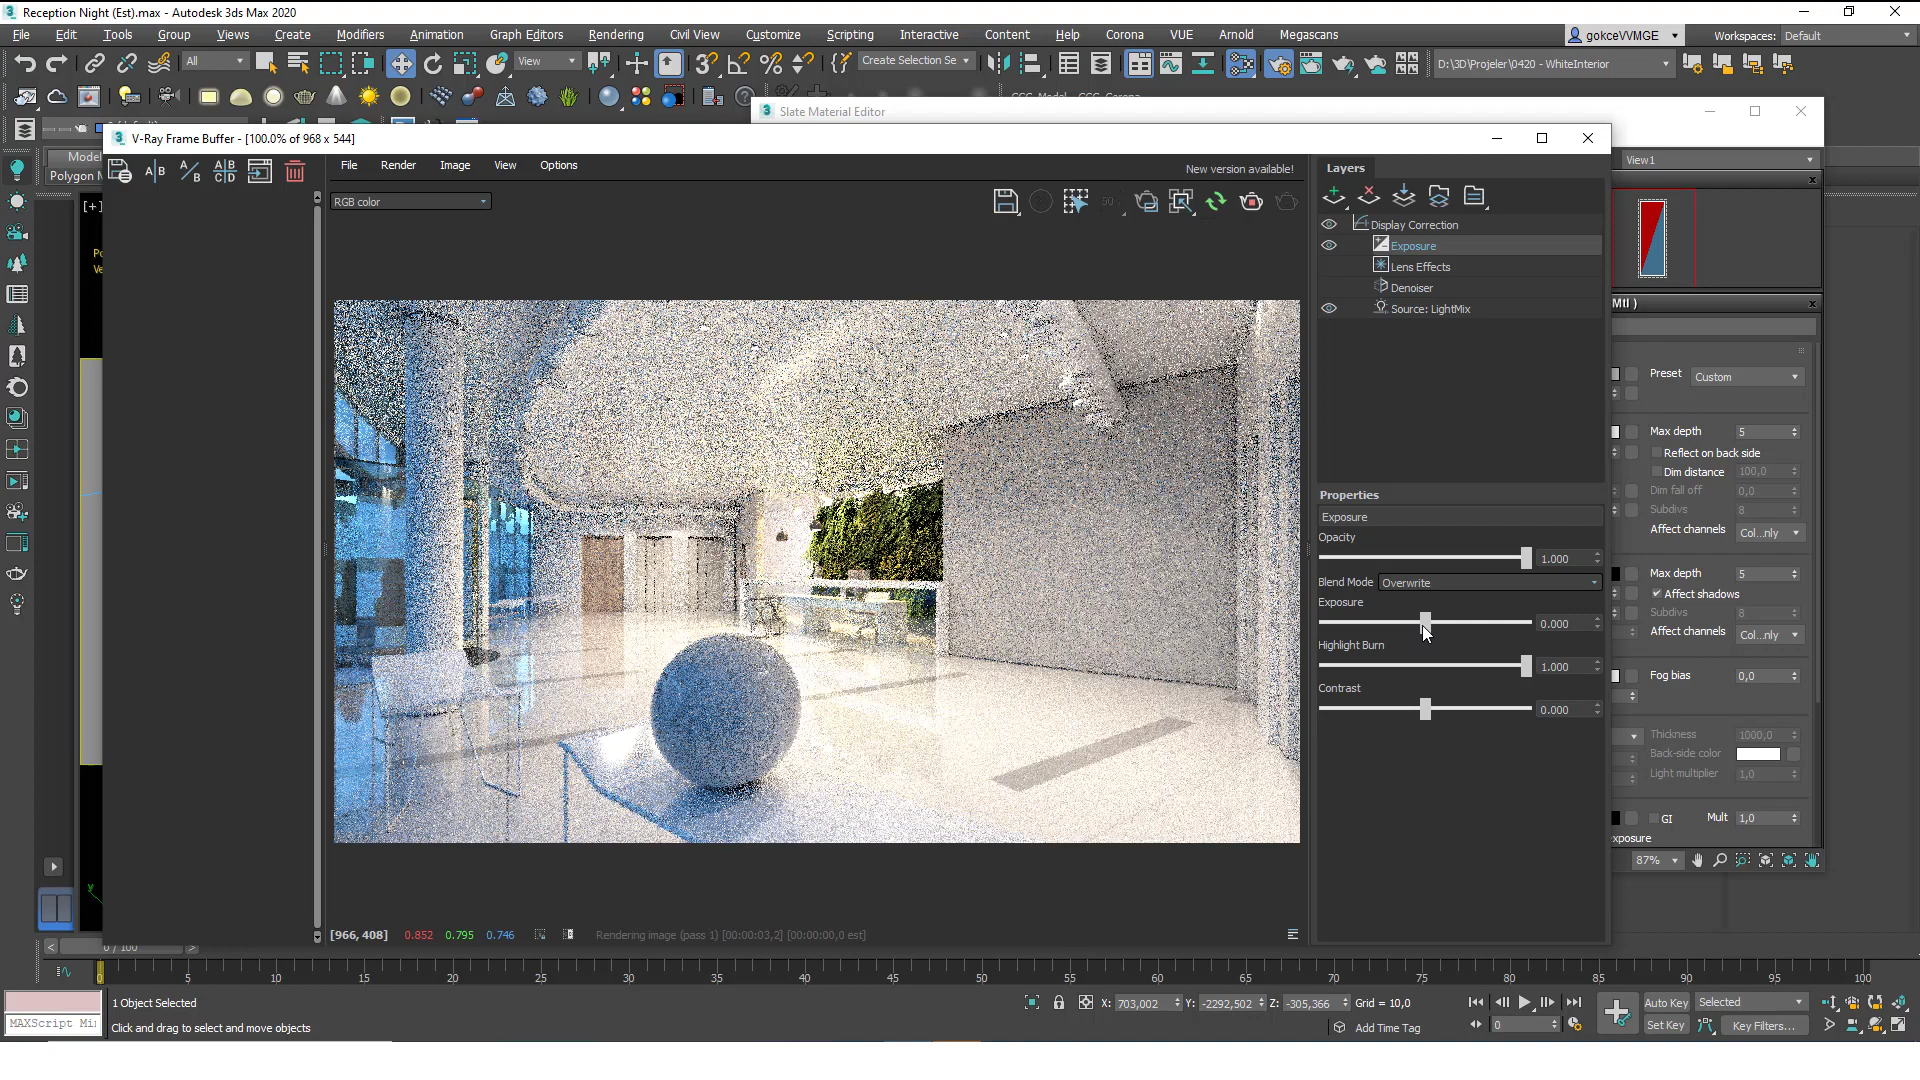 Reception Night (Est).max - Autodesk 3ds Max 2020
File Edit Tools Group Views Create Modifiers Animation Graph Editors Rendering Civil View Customize Scripting Interactive Content Help Corona VUE Arnold Megascans
gokceVVMGE Workspaces: Default
All View Create Selection Se D:\3D\Projeler\0420 - WhiteInterior
Slate Material Editor
V-Ray Frame Buffer - [100.0% of 968 x 544]
Model
Polygon M
View1
File Render Image View Options
New version available!
RGB color
Layers
[+]
Display Correction
Exposure
Lens Effects
Denoiser
Source: LightMix
Mtl )
Preset Custom
Max depth 5
Reflect on back side
Dim distance 100,0
Dim fall off 0,0
Subdivs 8
Affect channels Col...nly
Properties
Exposure
Opacity
1.000
Blend Mode Overwrite
Exposure
0.000
Highlight Burn
1.000
Contrast
0.000
Max depth 5
Affect shadows
Subdivs 8
Affect channels Col...nly
Fog bias 0,0
Thickness 1000,0
Back-side color
Light multiplier 1,0
GI Mult 1,0
xposure
87%
[966, 408] 0.852 0.795 0.746 Rendering image (pass 1) [00:00:03,2] [00:00:00,0 est]
0 / 100
0 5 10 15 20 25 30 35 40 45 50 55 60 65 70 75 80 85 90 95 100
1 Object Selected
X: 703,002 Y: -2292,502 Z: -305,366 Grid = 10,0
Auto Key Selected
MAXScript Mi
Click and drag to select and move objects
Add Time Tag
0
Set Key Key Filters...